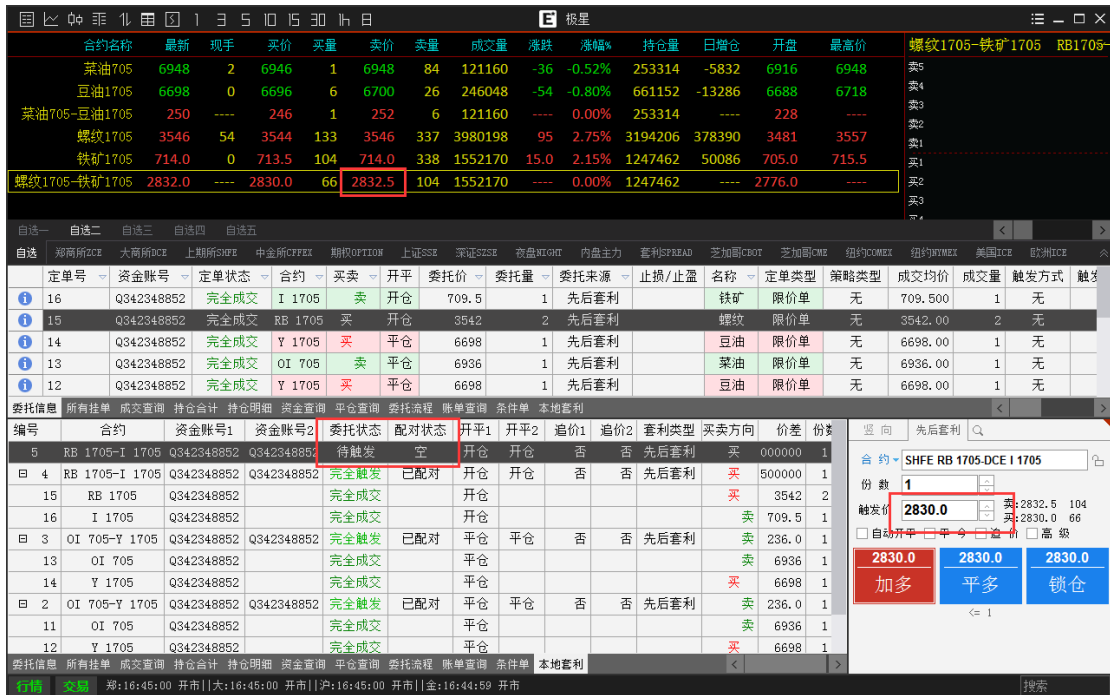 1 3 5 10 15 30 1h 日 E 极星
合约名称 最新 现手 买价 买量 卖价 卖量 成交量 涨跌 涨幅% 持仓量 日增仓 开盘 最高价 螺纹1705-铁矿1705 RB1705-
菜油705 6948 2 6946 1 6948 84 121160 -36 -0.52% 253314 -5832 6916 6948 卖5
豆油1705 6698 0 6696 6 6700 26 246048 -54 -0.80% 661152 -13286 6688 6718 卖4
菜油705-豆油1705 250 ---- 246 1 252 6 121160 ---- 0.00% 253314 ---- 228 ---- 卖3
卖2
螺纹1705 3546 54 3544 133 3546 337 3980198 95 2.75% 3194206 378390 3481 3557 卖1
铁矿1705 714.0 0 713.5 104 714.0 338 1552170 15.0 2.15% 1247462 50086 705.0 715.5 买1
螺纹1705-铁矿1705 2832.0 ---- 2830.0 66 2832.5 104 1552170 ---- 0.00% 1247462 ---- 2776.0 ---- 买2
买3
自选一 自选二 自选三 自选四 自选五
自选 郑商所ZCE 大商所DCE 上期所SHFE 中金所CFFEX 期权OPTION 上证SSE 深证SZSE 夜盘NIGHT 内盘主力 套利SPREAD 芝加哥CBOT 芝加哥CME 纽约COMEX 纽约NYMEX 美国ICE 欧洲ICE
定单号 资金账号 定单状态 合约 买卖 开平 委托价 委托量 委托来源 止损/止盈 名称 定单类型 策略类型 成交均价 成交量 触发方式 触发
16 Q342348852 完全成交 I 1705 卖 开仓 709.5 1 先后套利 铁矿 限价单 无 709.500 1 无
15 Q342348852 完全成交 RB 1705 买 开仓 3542 2 先后套利 螺纹 限价单 无 3542.00 2 无
14 Q342348852 完全成交 Y 1705 买 平仓 6698 1 先后套利 豆油 限价单 无 6698.00 1 无
13 Q342348852 完全成交 OI 705 卖 平仓 6936 1 先后套利 菜油 限价单 无 6936.00 1 无
12 Q342348852 完全成交 Y 1705 买 平仓 6698 1 先后套利 豆油 限价单 无 6698.00 1 无
委托信息 所有挂单 成交查询 持仓合计 持仓明细 资金查询 平仓查询 委托流程 账单查询 条件单 本地套利
编号 合约 资金账号1 资金账号2 委托状态 配对状态 开平1 开平2 追价1 追价2 套利类型 买卖方向 价差 份数
5 RB 1705-I 1705 Q342348852 Q342348852 待触发 空 开仓 开仓 否 否 先后套利 买 000000 1
4 RB 1705-I 1705 Q342348852 Q342348852 完全触发 已配对 开仓 开仓 否 否 先后套利 买 500000 1
15 RB 1705 Q342348852 完全成交 开仓 买 3542 2
16 I 1705 Q342348852 完全成交 开仓 卖 709.5 1
3 OI 705-Y 1705 Q342348852 Q342348852 完全触发 已配对 平仓 平仓 否 否 先后套利 卖 236.0 1
13 OI 705 Q342348852 完全成交 平仓 卖 6936 1
14 Y 1705 Q342348852 完全成交 平仓 买 6698 1
2 OI 705-Y 1705 Q342348852 Q342348852 完全触发 已配对 平仓 平仓 否 否 先后套利 卖 236.0 1
11 OI 705 Q342348852 完全成交 平仓 卖 6936 1
12 Y 1705 Q342348852 完全成交 平仓 买 6698 1
委托信息 所有挂单 成交查询 持仓合计 持仓明细 资金查询 平仓查询 委托流程 账单查询 条件单 本地套利
竖 向 先后套利
合 约 SHFE RB 1705-DCE I 1705
份 数 1
触发价 2830.0 卖:2832.5 104
买:2830.0 66
自动开平 平 今 追 价 高 级
2830.0 2830.0 2830.0
加多 平多 锁仓
<= 1
行情 交易 郑:16:45:00 开市||大:16:45:00 开市||沪:16:45:00 开市||金:16:44:59 开市 搜索